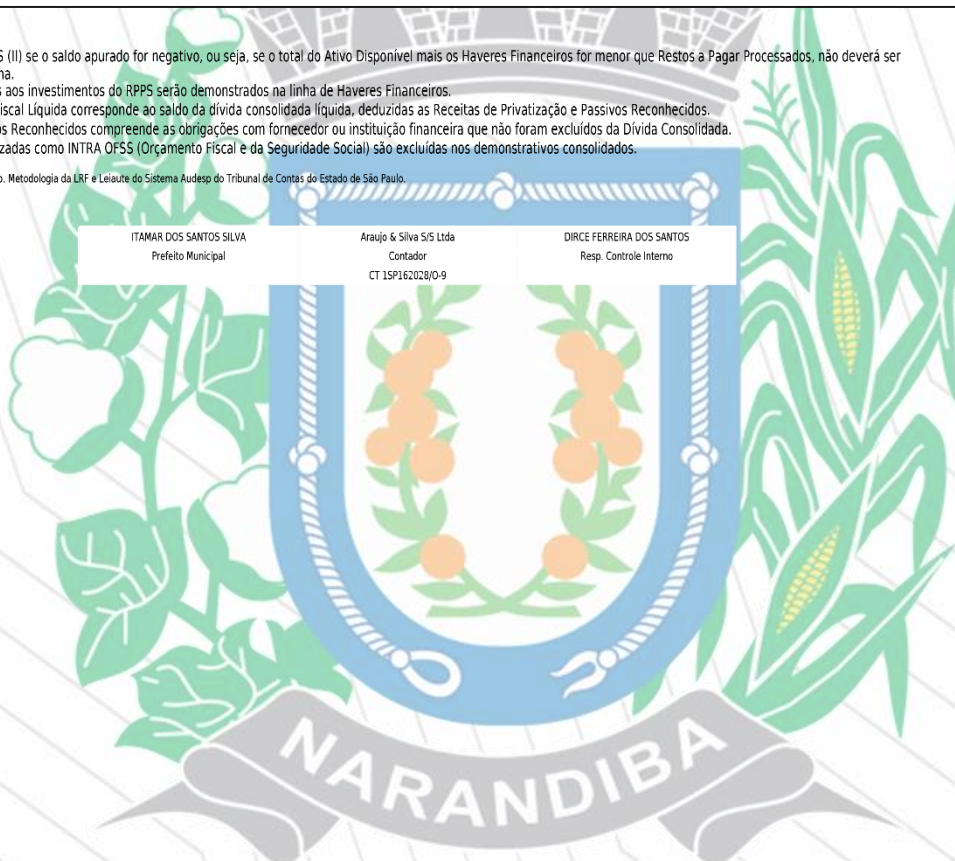 S (II) se o saldo apurado for negativo, ou seja, se o total do Ativo Disponível mais os Haveres Financeiros for menor que Restos a Pagar Processados, não deverá ser
ha.
s aos investimentos do RPPS serão demonstrados na linha de Haveres Financeiros.
iscal Líquida corresponde ao saldo da dívida consolidada líquida, deduzidas as Receitas de Privatização e Passivos Reconhecidos.
os Reconhecidos compreende as obrigações com fornecedor ou instituição financeira que não foram excluídos da Dívida Consolidada.
zadas como INTRA OFSS (Orçamento Fiscal e da Seguridade Social) são excluídas nos demonstrativos consolidados.
o. Metodologia da LRF e Leiaute do Sistema Audesp do Tribunal de Contas do Estado de São Paulo.
ITAMAR DOS SANTOS SILVA
Prefeito Municipal
Araujo & Silva S/S Ltda
Contador
CT 1SP162028/O-9
DIRCE FERREIRA DOS SANTOS
Resp. Controle Interno
NARANDIBA